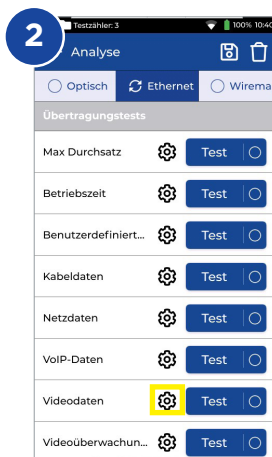 2
Testzähler: 3
100% 10:40
Analyse
Optisch
Ethernet
Wirema
Übertragungstests
Max Durchsatz
Test
Betriebszeit
Test
Benutzerdefiniert...
Test
Kabeldaten
Test
Netzdaten
Test
VoIP-Daten
Test
Videodaten
Test
Videoüberwachun...
Test